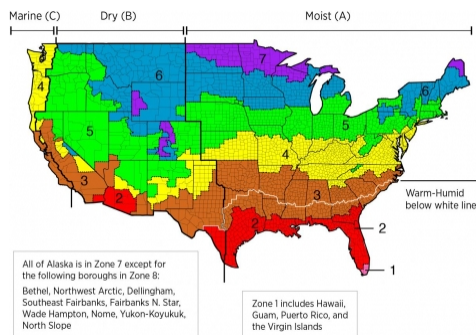 Marine (C)
Dry (B)
Moist (A)
7
6
6
4
5
5
4
3
3
2
2
Warm-Humid
below white line
2
1
All of Alaska is in Zone 7 except for
the following boroughs in Zone 8:
Bethel, Northwest Arctic, Dellingham,
Southeast Fairbanks, Fairbanks N. Star,
Wade Hampton, Nome, Yukon-Koyukuk,
North Slope
Zone 1 includes Hawaii,
Guam, Puerto Rico, and
the Virgin Islands